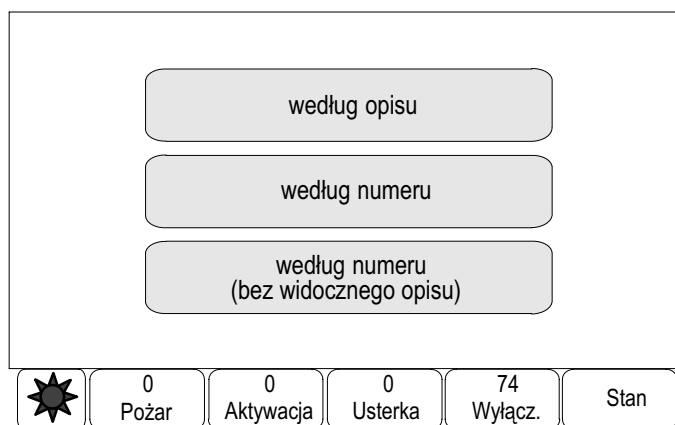 według opisu
według numeru
według numeru
(bez widocznego opisu)
0
Pożar
0
Aktywacja
0
Usterka
74
Wyłącz.
Stan